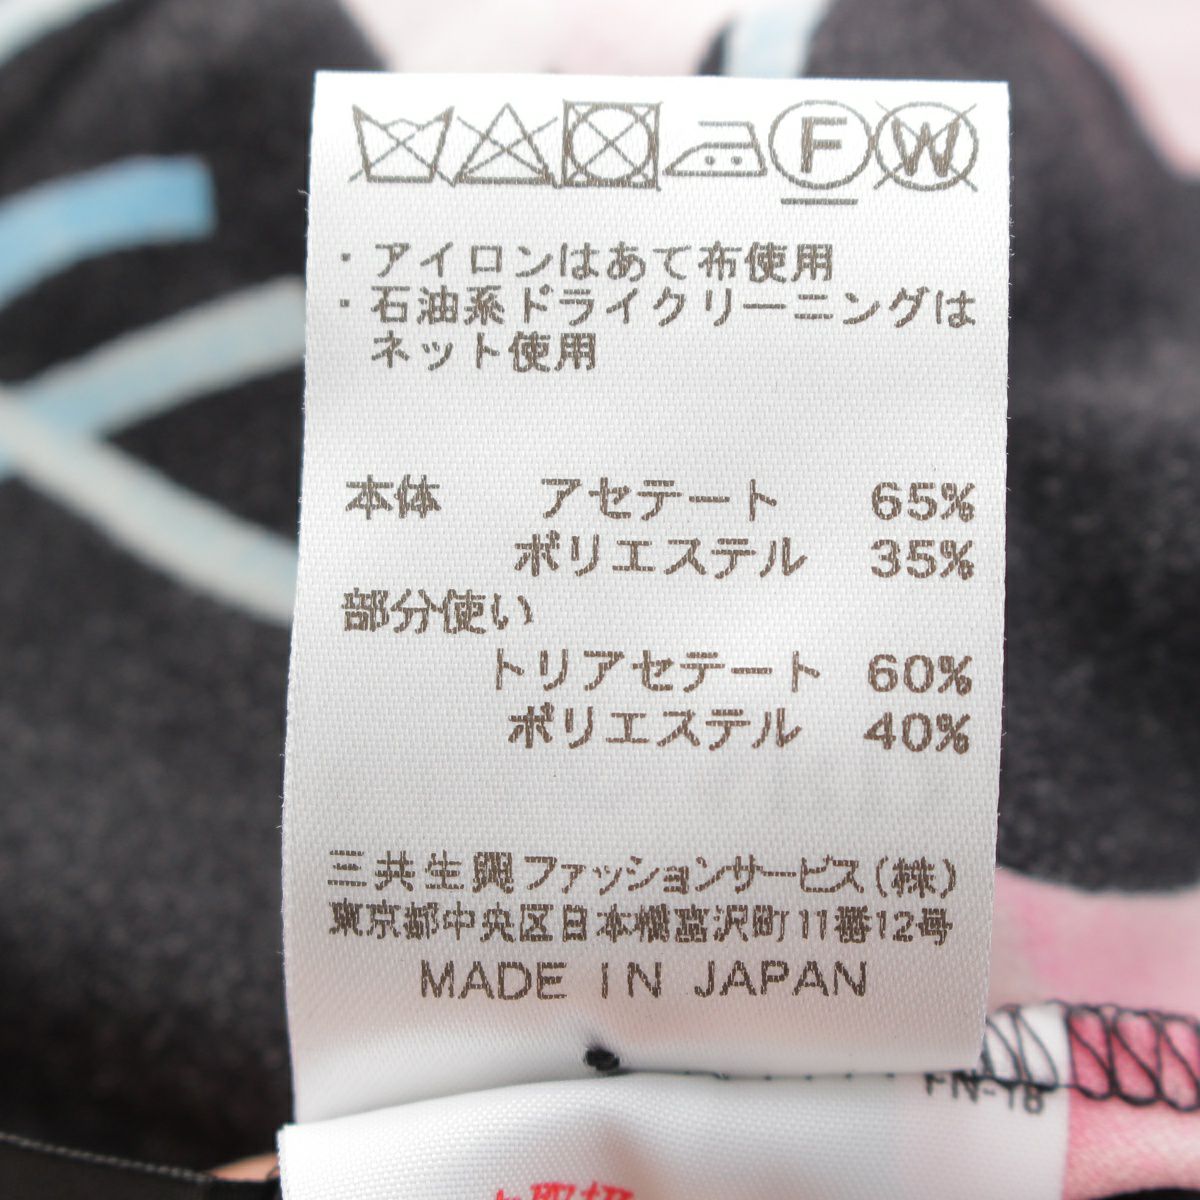 F W
・アイロンはあて布使用
・石油系ドライクリーニングは
ネット使用
本体 アセテート 65%
ポリエステル 35%
部分使い
トリアセテート 60%
ポリエステル 40%
三共生興ファッションサービス(株)
東京都中央区日本橋富沢町11番12号
MADE IN JAPAN
FN-18